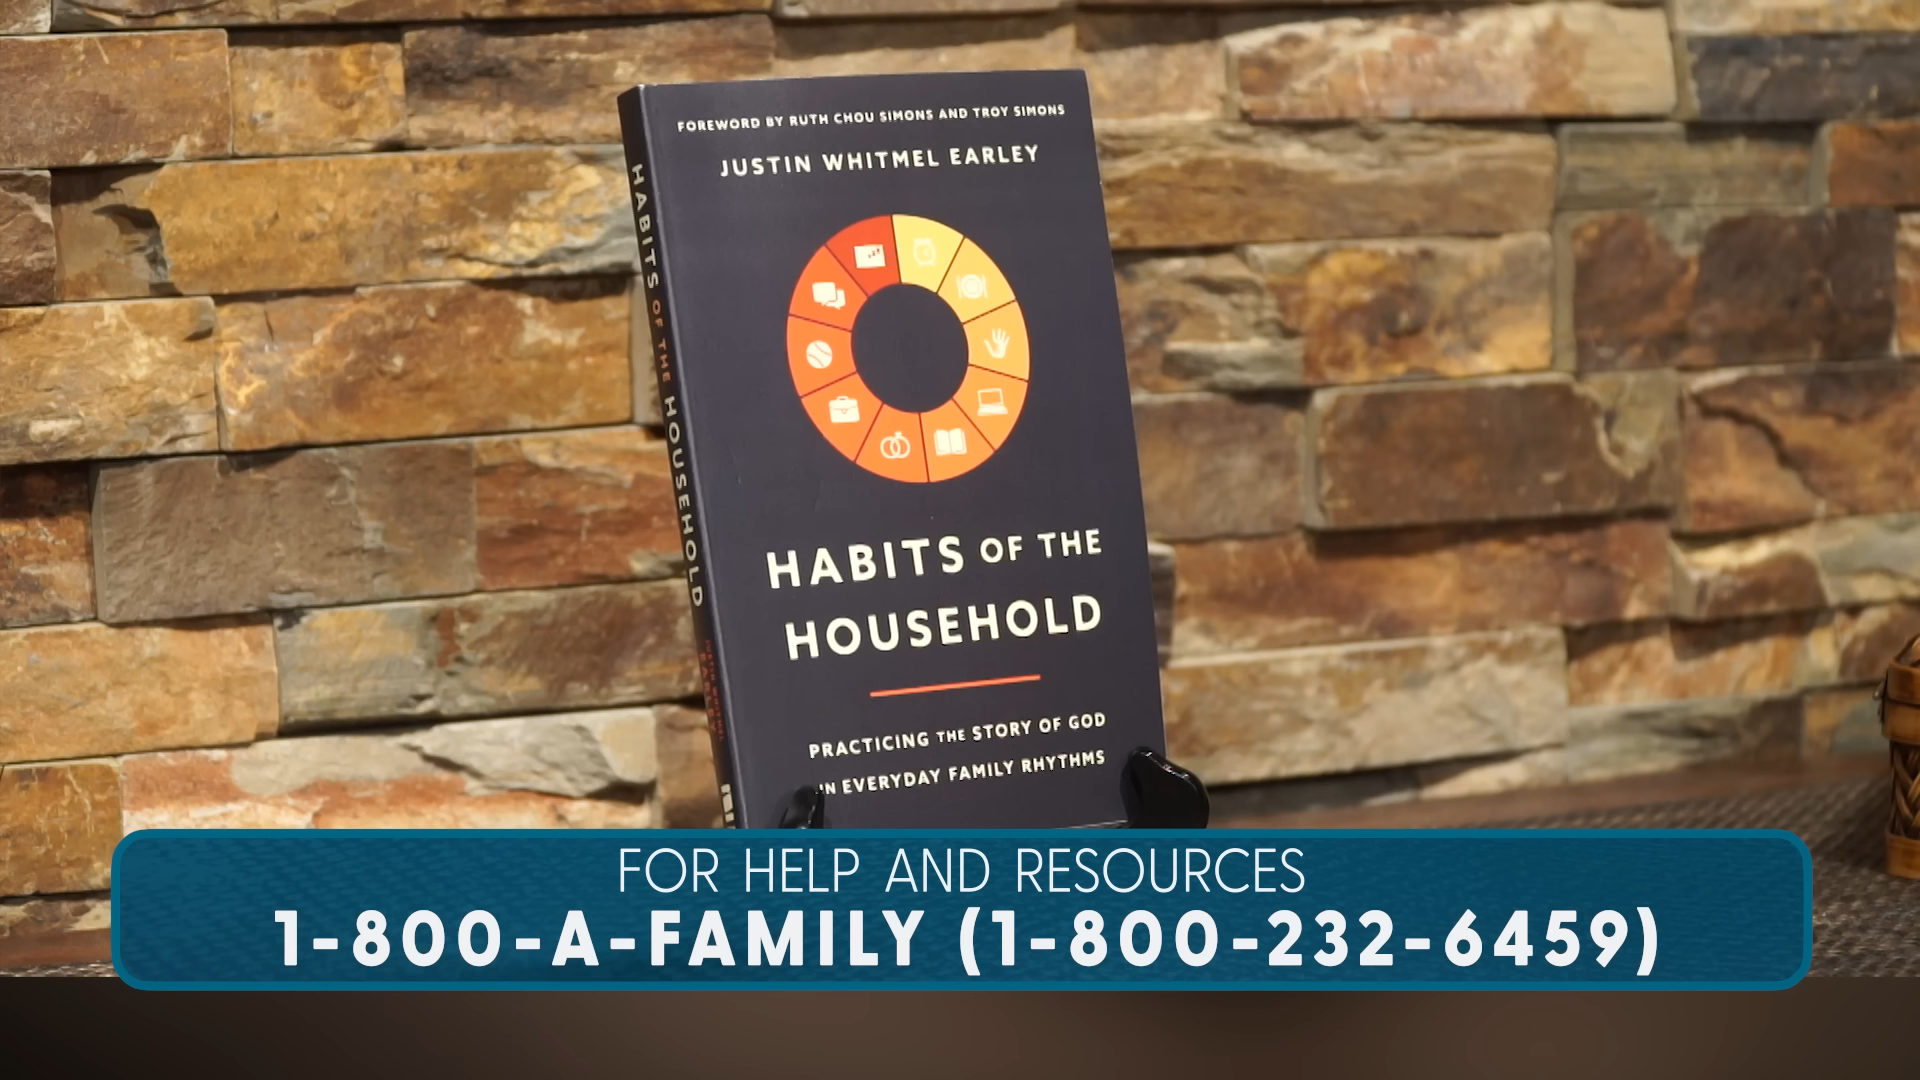 FOREWORD BY RUTH CHOU SIMONS AND TROY SIMONS
JUSTIN WHITMEL EARLEY
HABITS OF THE
HOUSEHOLD
PRACTICING THE STORY OF GOD
IN EVERYDAY FAMILY RHYTHMS
HABITS OF THE HOUSEHOLD
FOR HELP AND RESOURCES
1-800-A-FAMILY (1-800-232-6459)